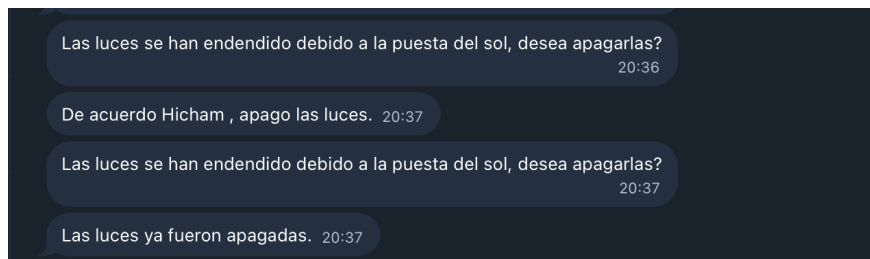 Las luces se han endendido debido a la puesta del sol, desea apagarlas?
20:36
De acuerdo Hicham , apago las luces. 20:37
Las luces se han endendido debido a la puesta del sol, desea apagarlas?
20:37
Las luces ya fueron apagadas. 20:37